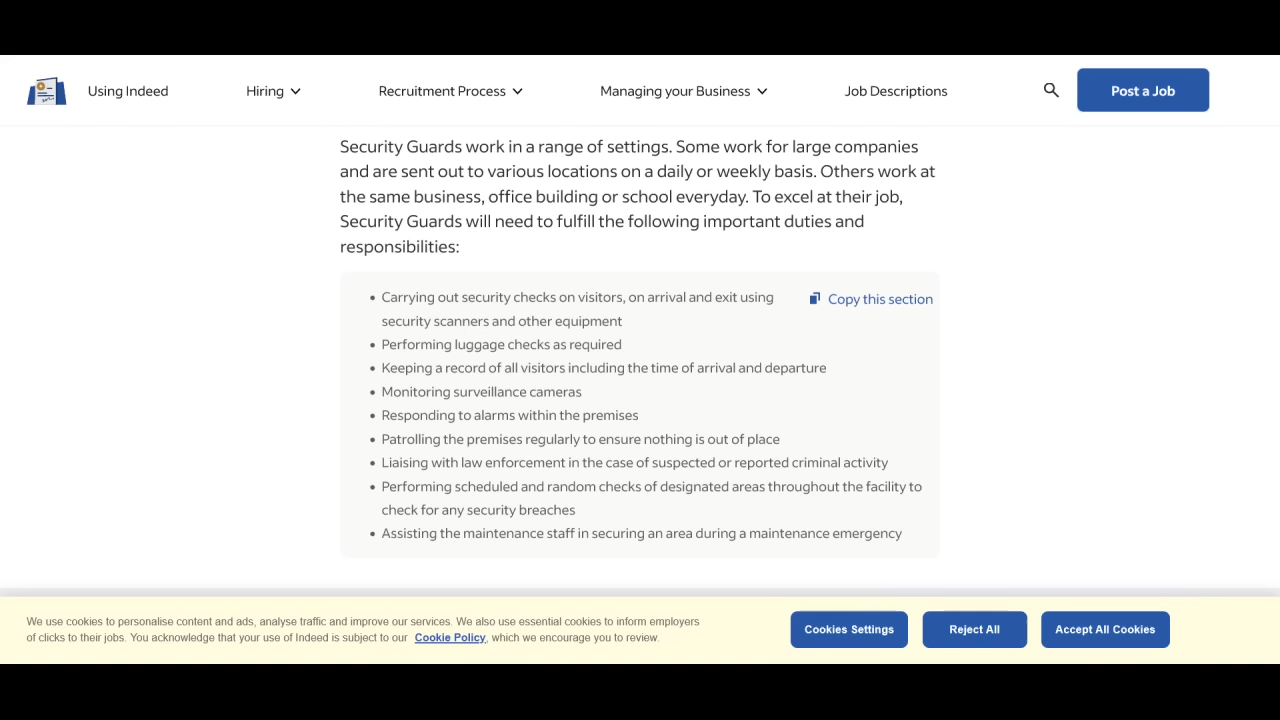 Using Indeed
Hiring
Recruitment Process
Managing your Business
Job Descriptions
Post a Job
Security Guards work in a range of settings. Some work for large companies
and are sent out to various locations on a daily or weekly basis. Others work at
the same business, office building or school everyday. To excel at their job,
Security Guards will need to fulfill the following important duties and
responsibilities:
• Carrying out security checks on visitors, on arrival and exit using
security scanners and other equipment
Copy this section
• Performing luggage checks as required
• Keeping a record of all visitors including the time of arrival and departure
• Monitoring surveillance cameras
• Responding to alarms within the premises
• Patrolling the premises regularly to ensure nothing is out of place
• Liaising with law enforcement in the case of suspected or reported criminal activity
• Performing scheduled and random checks of designated areas throughout the facility to
check for any security breaches
• Assisting the maintenance staff in securing an area during a maintenance emergency
We use cookies to personalise content and ads, analyse traffic and improve our services. We also use essential cookies to inform employers
of clicks to their jobs. You acknowledge that your use of Indeed is subject to our Cookie Policy, which we encourage you to review.
Cookies Settings
Reject All
Accept All Cookies